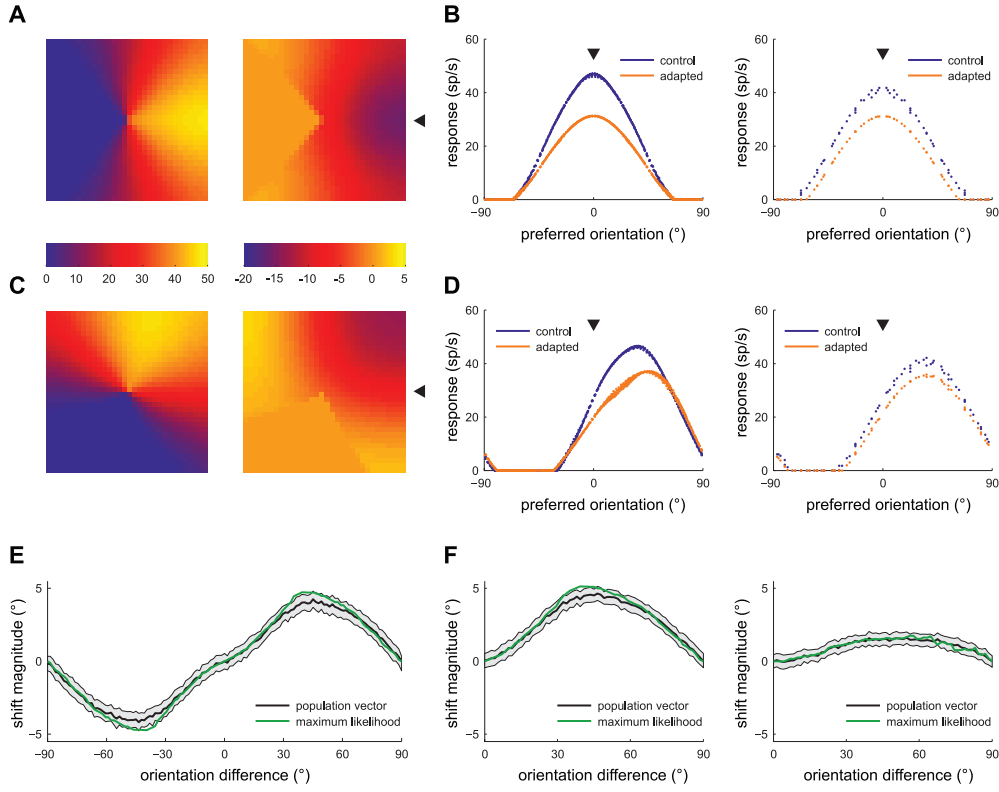 A
B
60
40
20
0
response (sp/s)
control
adapted
−90
0
90
preferred orientation (°)
60
40
20
0
response (sp/s)
control
adapted
−90
0
90
preferred orientation (°)
0 10 20 30 40 50
-20 -15 -10 -5 0 5
C
D
60
40
20
0
response (sp/s)
control
adapted
−90
0
90
preferred orientation (°)
60
40
20
0
response (sp/s)
control
adapted
−90
0
90
preferred orientation (°)
E
5
0
−5
shift magnitude (°)
population vector
maximum likelihood
−90 −60 −30 0 30 60 90
orientation difference (°)
F
5
0
−5
shift magnitude (°)
population vector
maximum likelihood
0 30 60 90
orientation difference (°)
5
0
−5
shift magnitude (°)
population vector
maximum likelihood
0 30 60 90
orientation difference (°)